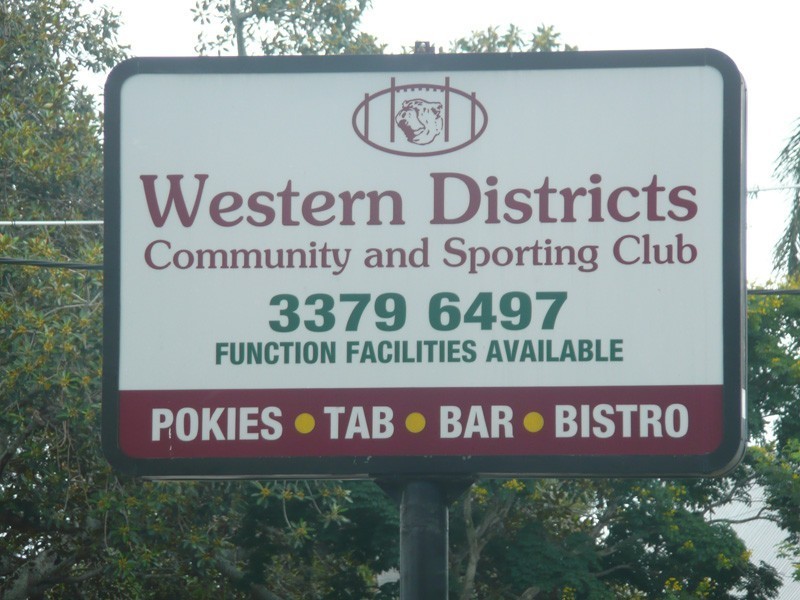 Western Districts
Community and Sporting Club
3379 6497
FUNCTION FACILITIES AVAILABLE
POKIES • TAB • BAR • BISTRO